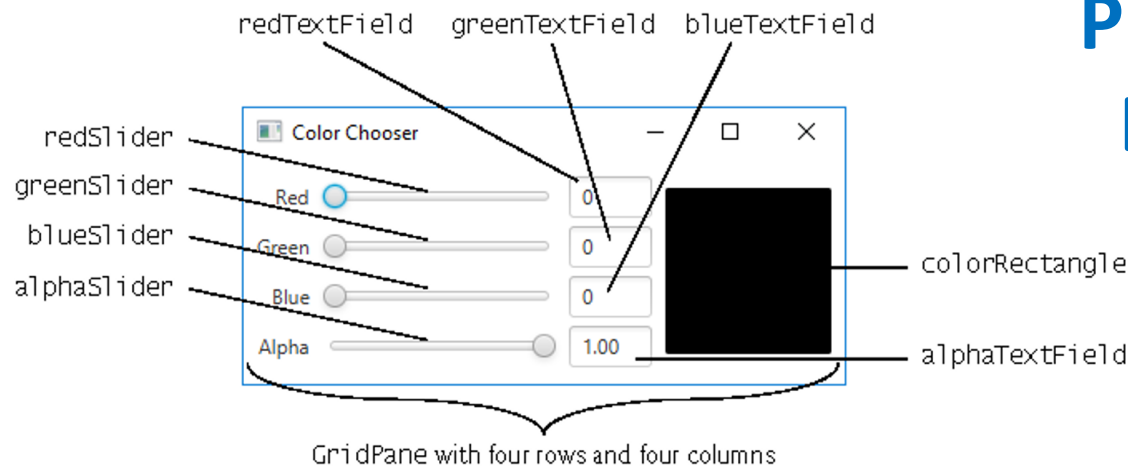 redTextField greenTextField blueTextField
P
Color Chooser
redSlider
greenSlider
blueSlider
alphaSlider
Red 0
Green 0
Blue 0
Alpha 1.00
colorRectangle
alphaTextField
GridPane with four rows and four columns